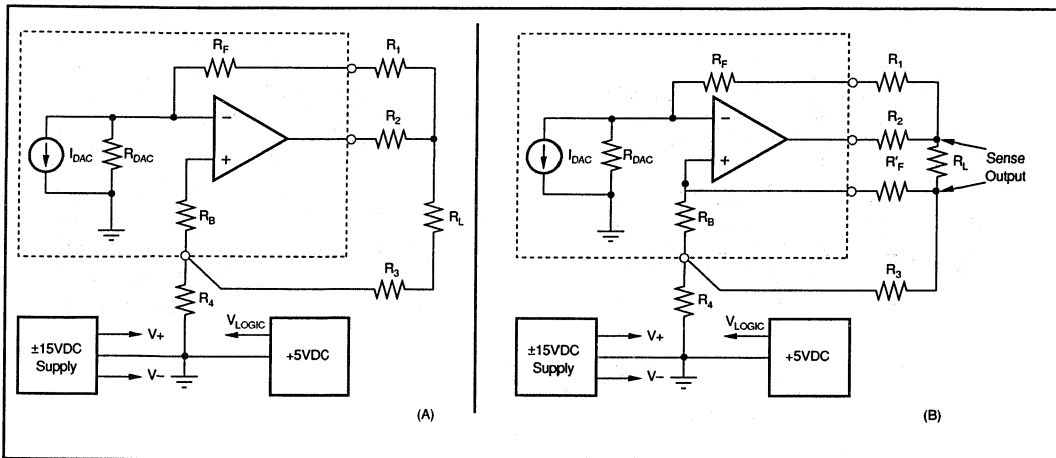 R_F
R_1
R_2
I_DAC
R_DAC
−
+
R_B
R_L
R_3
R_4
V_LOGIC
±15VDC
Supply
V+
V−
+5VDC
(A)
R_F
R_1
R_2
R'_F
R_L
Sense
Output
I_DAC
R_DAC
−
+
R_B
R_3
R_4
V_LOGIC
±15VDC
Supply
V+
V−
+5VDC
(B)